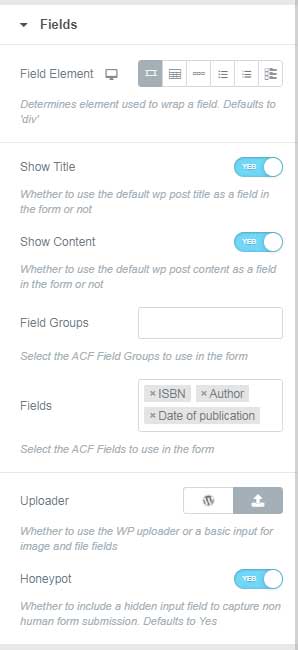 Fields
Field Element
Determines element used to wrap a field. Defaults to
'div'
Show Title YES
Whether to use the default wp post title as a field in
the form or not
Show Content YES
Whether to use the default wp post content as a field
in the form or not
Field Groups
Select the ACF Field Groups to use in the form
Fields
× ISBN × Author
× Date of publication
Select the ACF Fields to use in the form
Uploader
Whether to use the WP uploader or a basic input for
image and file fields
Honeypot YES
Whether to include a hidden input field to capture non
human form submission. Defaults to Yes